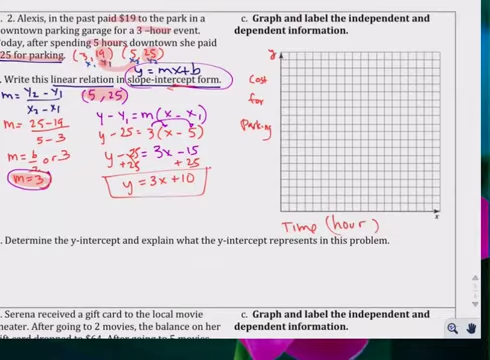 . 2. Alexis, in the past paid $19 to the park in a
downtown parking garage for a 3 –hour event.
Today, after spending 5 hours downtown she paid
25 for parking. (3, 19) (5, 25)
x₁ y₁ x₂ y₂
y = mx+b
. Write this linear relation in slope-intercept form.
m = y₂ - y₁
x₂ - x₁
(5, 25)
y - y₁ = m(x - x₁)
m = 25 - 19
5 - 3
y - 25 = 3(x - 5)
m = 6 or 3
y - 25 = 3x - 15
+25 +25
m = 3
y = 3x + 10
c. Graph and label the independent and
dependent information.
y
Cost
for
Parking
x
Time (hour)
. Determine the y-intercept and explain what the y-intercept represents in this problem.
. Serena received a gift card to the local movie
theater. After going to 2 movies, the balance on her
gift card dropped to $64. After going to 5 movies
c. Graph and label the independent and
dependent information.